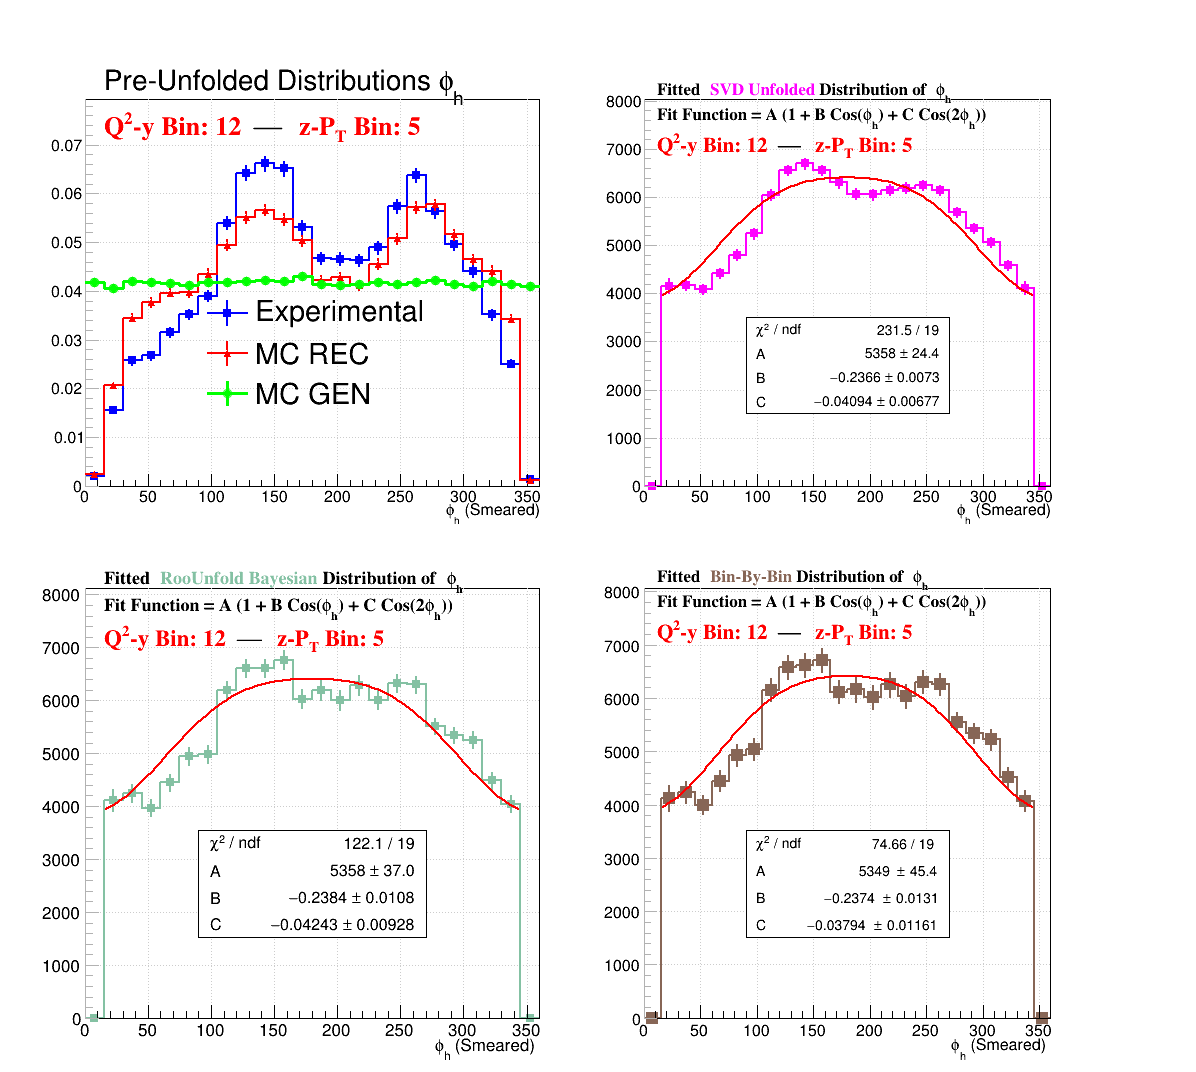 Pre-Unfolded Distributions ϕh
Q²-y Bin: 12 — z-PT Bin: 5
0.07
0.06
0.05
0.04
0.03
0.02
0.01
0
Experimental
MC REC
MC GEN
0 50 100 150 200 250 300 350
ϕh (Smeared)
Fitted SVD Unfolded Distribution of ϕh
Fit Function = A (1 + B Cos(ϕh) + C Cos(2ϕh))
Q²-y Bin: 12 — z-PT Bin: 5
8000
7000
6000
5000
4000
3000
2000
1000
0
χ² / ndf 231.5 / 19
A 5358 ± 24.4
B −0.2366 ± 0.0073
C −0.04094 ± 0.00677
0 50 100 150 200 250 300 350
ϕh (Smeared)
Fitted RooUnfold Bayesian Distribution of ϕh
Fit Function = A (1 + B Cos(ϕh) + C Cos(2ϕh))
Q²-y Bin: 12 — z-PT Bin: 5
8000
7000
6000
5000
4000
3000
2000
1000
0
χ² / ndf 122.1 / 19
A 5358 ± 37.0
B −0.2384 ± 0.0108
C −0.04243 ± 0.00928
0 50 100 150 200 250 300 350
ϕh (Smeared)
Fitted Bin-By-Bin Distribution of ϕh
Fit Function = A (1 + B Cos(ϕh) + C Cos(2ϕh))
Q²-y Bin: 12 — z-PT Bin: 5
8000
7000
6000
5000
4000
3000
2000
1000
0
χ² / ndf 74.66 / 19
A 5349 ± 45.4
B −0.2374 ± 0.0131
C −0.03794 ± 0.01161
0 50 100 150 200 250 300 350
ϕh (Smeared)